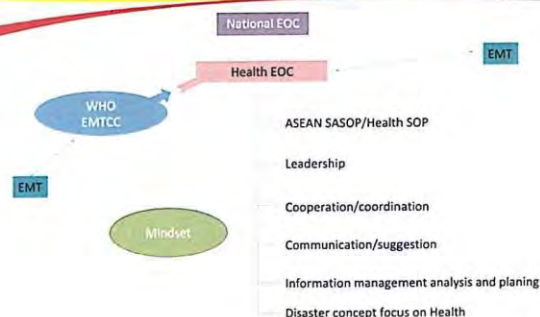 National EOC
EMT
Health EOC
WHO
EMTCC
ASEAN SASOP/Health SOP
Leadership
EMT
Cooperation/coordination
Mindset
Communication/suggestion
Information management analysis and planing
Disaster concept focus on Health